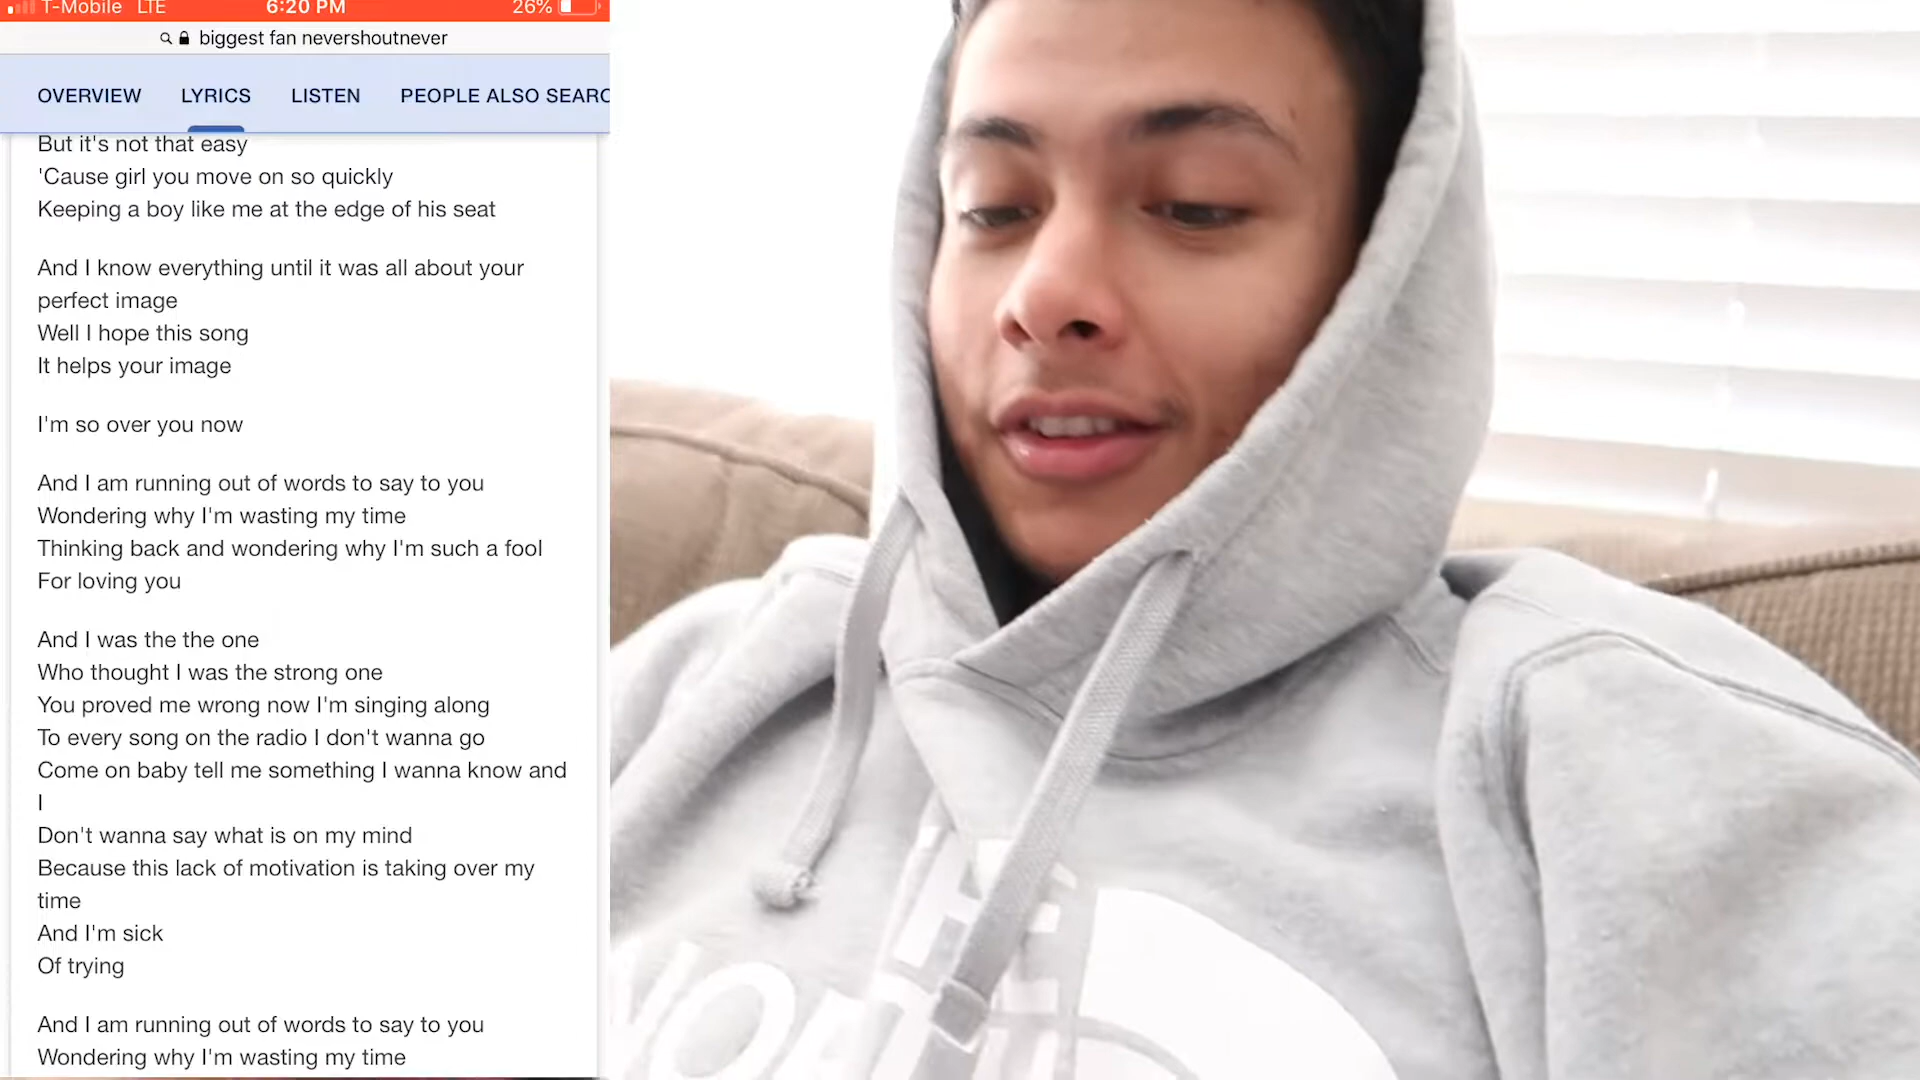 T-Mobile LTE 6:20 PM 26%
biggest fan nevershoutnever
OVERVIEW LYRICS LISTEN PEOPLE ALSO SEARC
But it's not that easy
'Cause girl you move on so quickly
Keeping a boy like me at the edge of his seat
And I know everything until it was all about your
perfect image
Well I hope this song
It helps your image
I'm so over you now
And I am running out of words to say to you
Wondering why I'm wasting my time
Thinking back and wondering why I'm such a fool
For loving you
And I was the the one
Who thought I was the strong one
You proved me wrong now I'm singing along
To every song on the radio I don't wanna go
Come on baby tell me something I wanna know and
I
Don't wanna say what is on my mind
Because this lack of motivation is taking over my
time
And I'm sick
Of trying
And I am running out of words to say to you
Wondering why I'm wasting my time